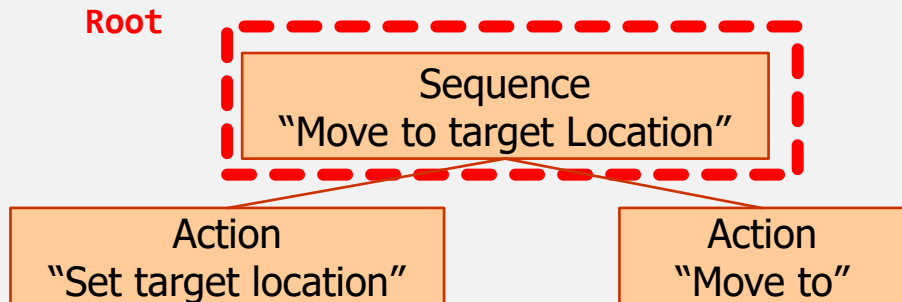 Root
Sequence
“Move to target Location”
Action
“Set target location”
Action
“Move to”